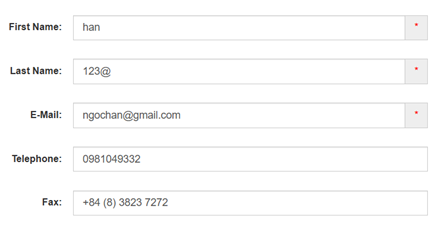 First Name: han *
Last Name: 123@ *
E-Mail: ngochan@gmail.com *
Telephone: 0981049332
Fax: +84 (8) 3823 7272